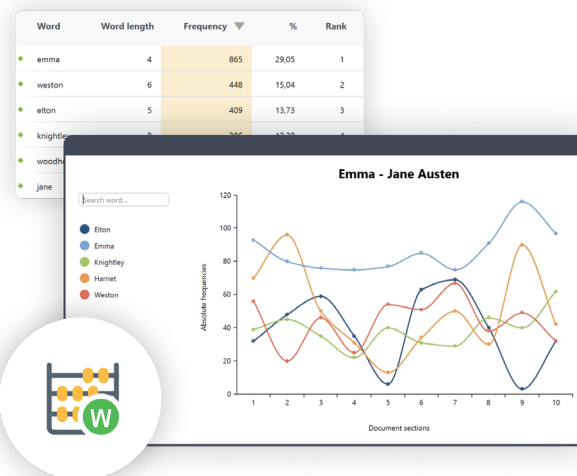 Word Word length Frequency % Rank
emma 4 865 29,05 1
weston 6 448 15,04 2
elton 5 409 13,73 3
knightley
jane
Emma - Jane Austen
Search word...
Elton
Emma
Knightley
Harriet
Weston
Absolute frequencies
120
100
80
60
40
20
0
1 2 3 4 5 6 7 8 9 10
Document sections
W